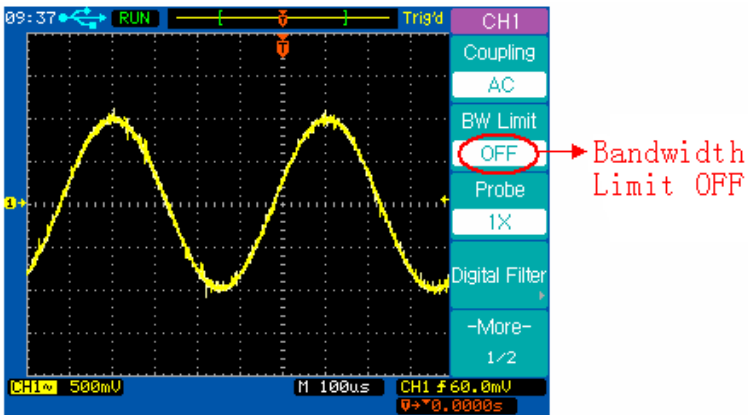 09:37 RUN T Trig'd CH1
T
Coupling
AC
BW Limit
OFF
Bandwidth
Limit OFF
Probe
1X
1
Digital Filter
-More-
1/2
CH1~ 500mV M 100us CH1 60.0mV
T→▼0.0000s